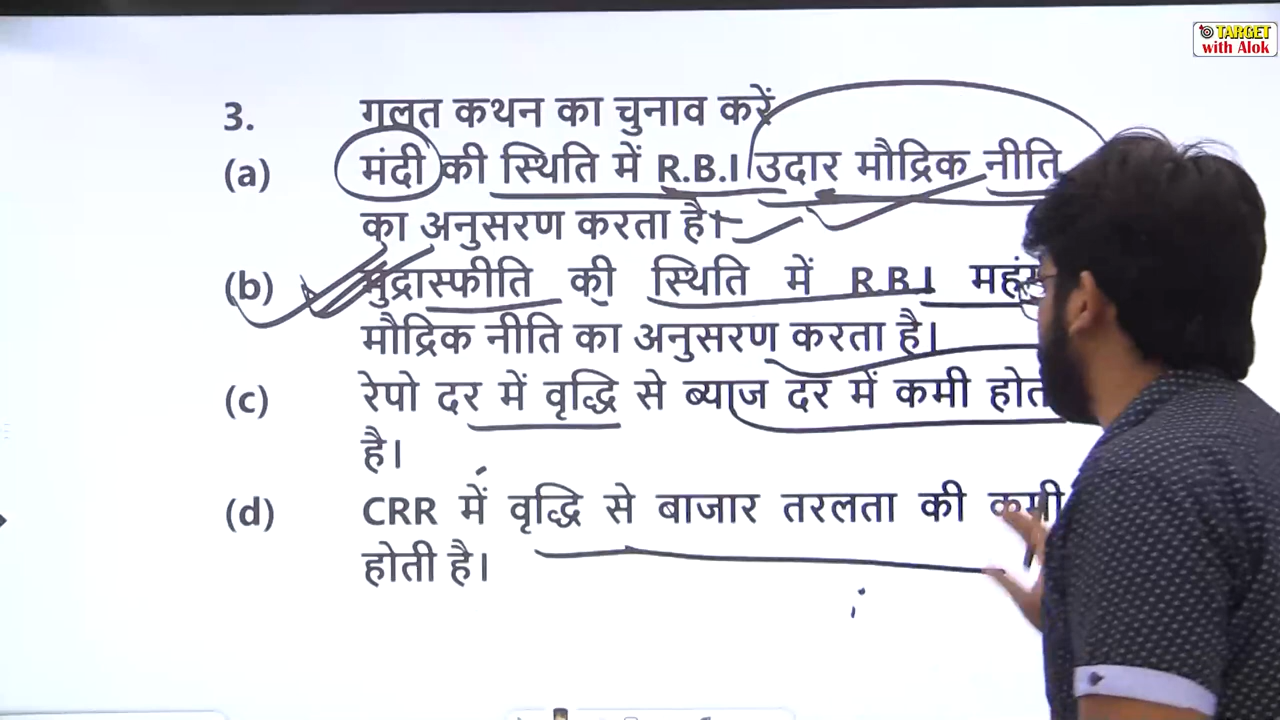 TARGET
with Alok
3. गलत कथन का चुनाव करें
(a) मंदी की स्थिति में R.B.I उदार मौद्रिक नीति
का अनुसरण करता है।
(b) मुद्रास्फीति की स्थिति में R.B.I
मौद्रिक नीति का अनुसरण करता है।
(c) रेपो दर में वृद्धि से ब्याज दर में कमी
है।
(d) CRR में वृद्धि से बाजार तरलता की कमी
होती है।